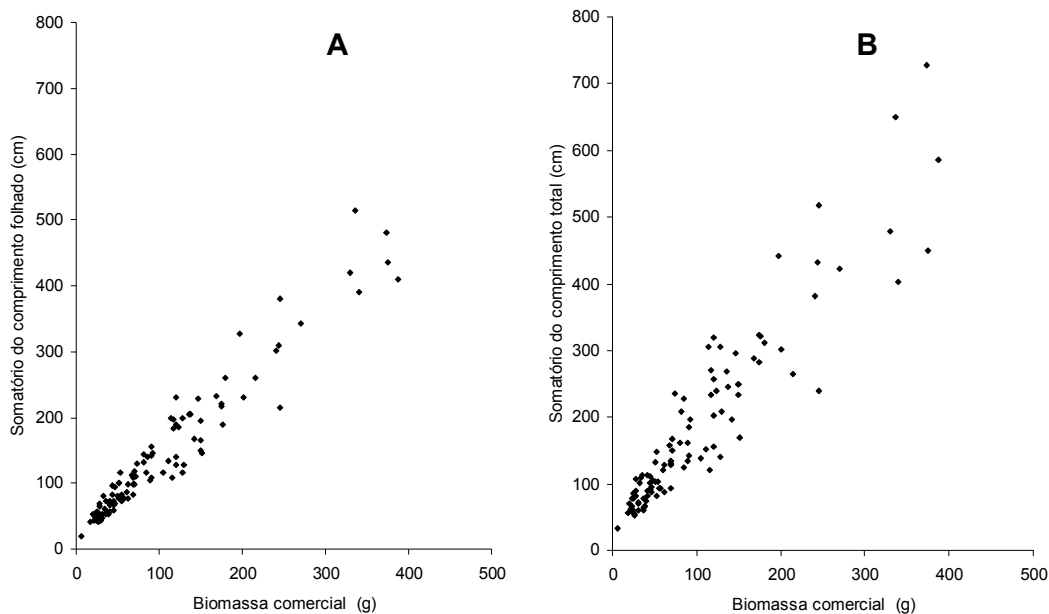 A
Somatório do comprimento folhado (cm)
800
700
600
500
400
300
200
100
0
0 100 200 300 400 500
Biomassa comercial (g)
B
Somatório do comprimento total (cm)
800
700
600
500
400
300
200
100
0
0 100 200 300 400 500
Biomassa comercial (g)